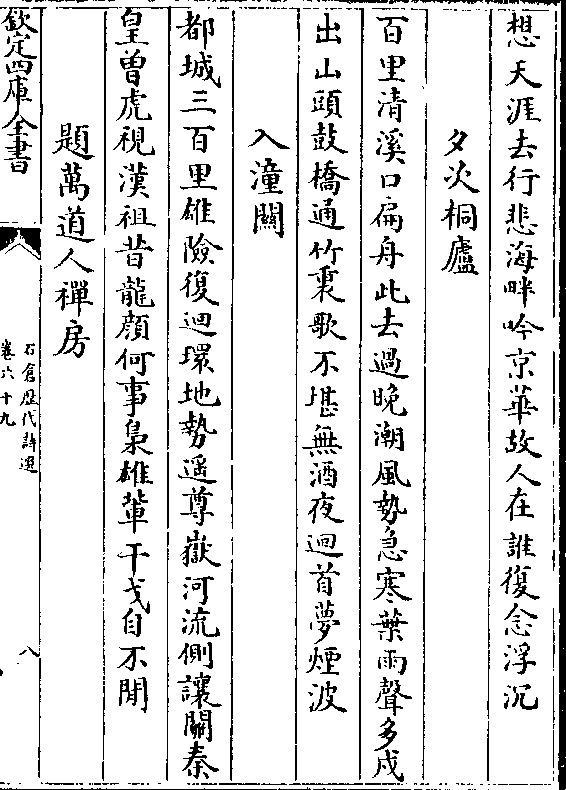 想天涯去行悲海畔吟京華故人在誰復念浮沉
夕次桐廬
百里清溪口扁舟此去過晚潮風勢急寒葉雨聲多戍
出山頭鼓橋通竹裏歌不堪無酒夜迴首夢煙波
入潼關
都城三百里雄險復迴環地勢遥尊嶽河流側讓關秦
皇曽虎視漢祖昔龍顔何事梟雄輩干戈自不閒
題萬道人禪房
欽定四庫全書
石倉歴代詩選
卷六十九
八